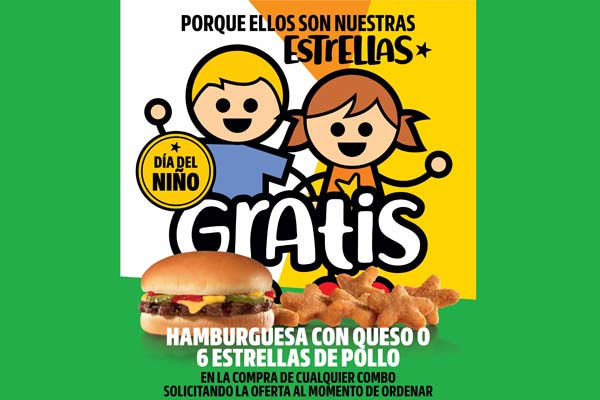 PORQUE ELLOS SON NUESTRAS
ESTRELLAS
DÍA DEL
NIÑO
GRAtis
HAMBURGUESA CON QUESO O
6 ESTRELLAS DE POLLO
EN LA COMPRA DE CUALQUIER COMBO
SOLICITANDO LA OFERTA AL MOMENTO DE ORDENAR